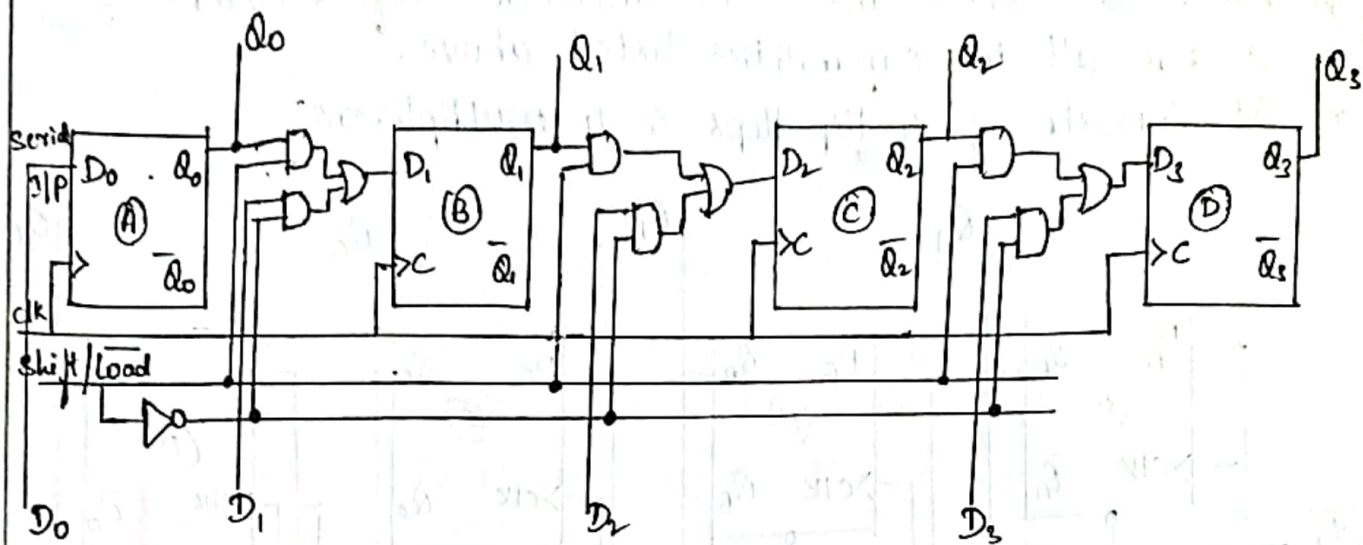 Q0 Q1 Q2 Q3
Serial
I/P D0 Q0 D1 Q1 D2 Q2 D3 Q3
A B C D
Q̅0 C Q̅1 C Q̅2 C Q̅3
clk
Shift/L̅o̅a̅d̅
D0 D1 D2 D3